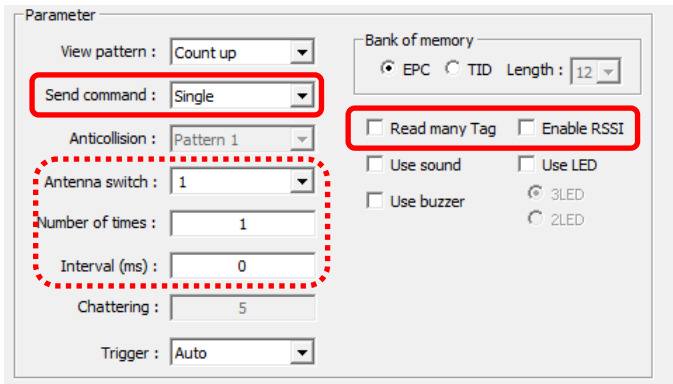 Parameter
View pattern : Count up
Send command : Single
Anticollision : Pattern 1
Antenna switch : 1
Number of times : 1
Interval (ms) : 0
Chattering : 5
Trigger : Auto
Bank of memory
EPC TID Length : 12
Read many Tag Enable RSSI
Use sound Use LED
Use buzzer 3LED
2LED